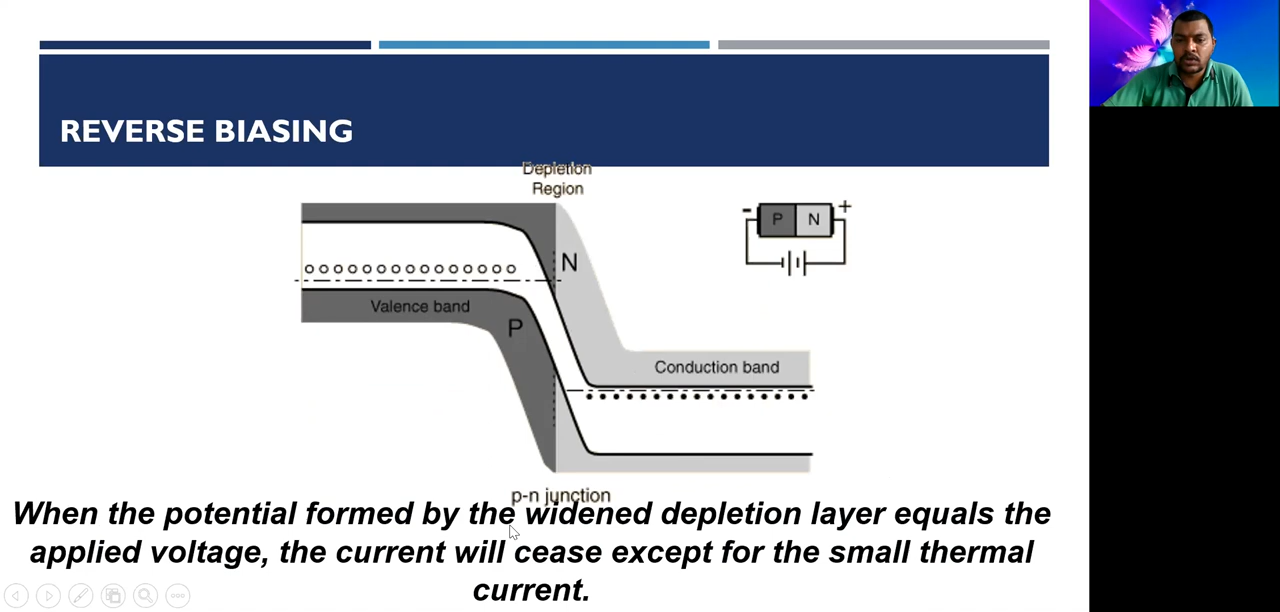 REVERSE BIASING
Depletion
Region
- P N +
N
Valence band
P
Conduction band
p-n junction
When the potential formed by the widened depletion layer equals the
applied voltage, the current will cease except for the small thermal
current.